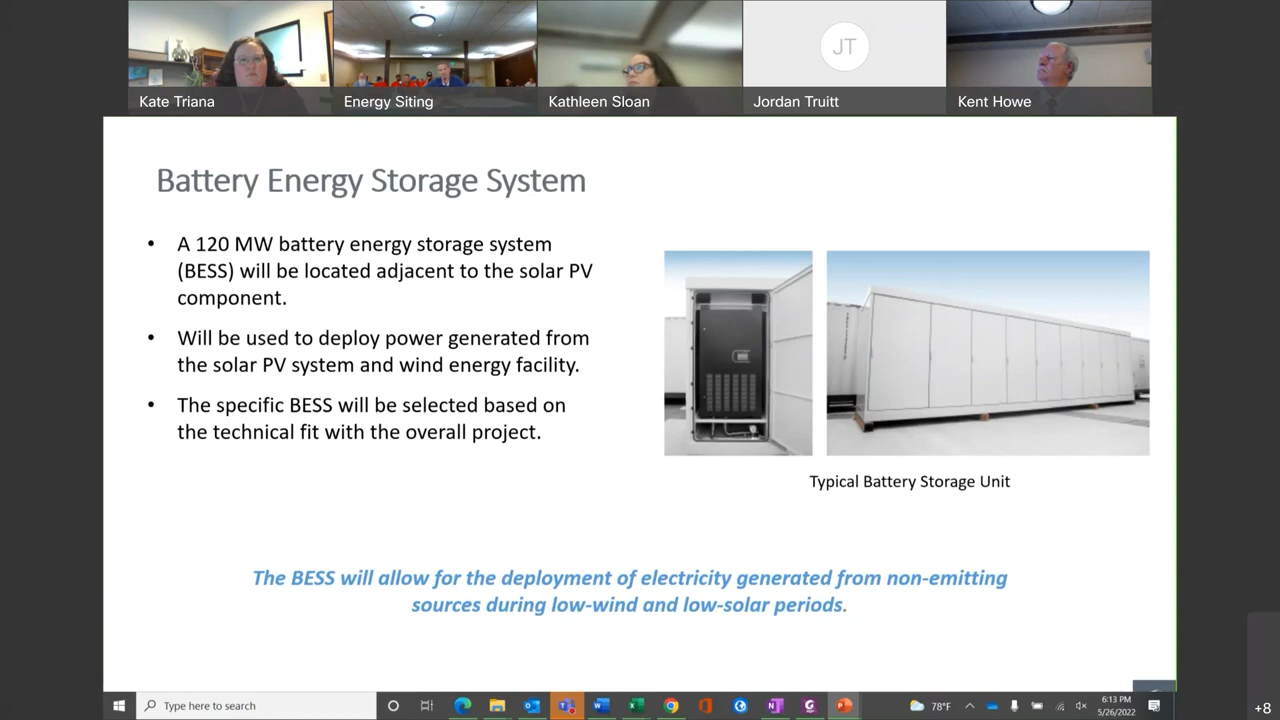 JT
Kate Triana
Energy Siting
Kathleen Sloan
Jordan Truitt
Kent Howe
Battery Energy Storage System
• A 120 MW battery energy storage system
(BESS) will be located adjacent to the solar PV
component.
• Will be used to deploy power generated from
the solar PV system and wind energy facility.
• The specific BESS will be selected based on
the technical fit with the overall project.
Typical Battery Storage Unit
The BESS will allow for the deployment of electricity generated from non-emitting
sources during low-wind and low-solar periods.
Type here to search
78°F
6:13 PM
5/26/2022
+8